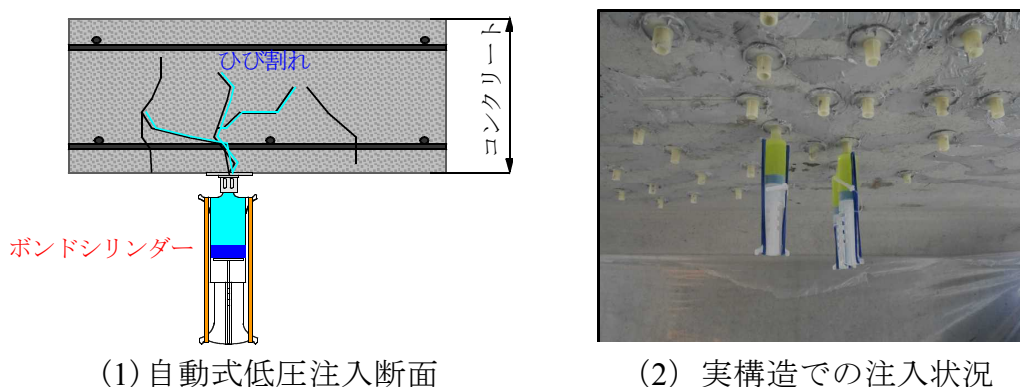 ひび割れ
コンクリート
ボンドシリンダー
(1)自動式低圧注入断面
(2) 実構造での注入状況